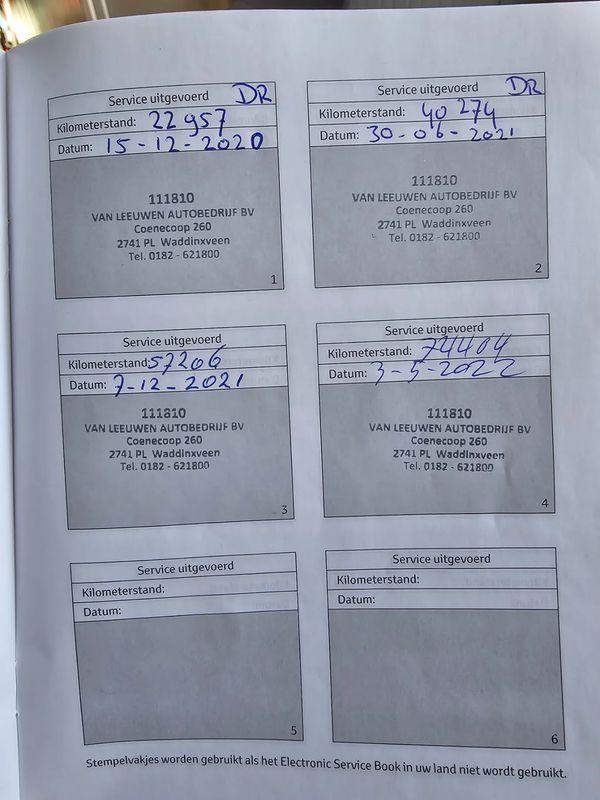 Service uitgevoerd DR
Kilometerstand: 22 957
Datum: 15-12-2020
111810
VAN LEEUWEN AUTOBEDRIJF BV
Coenecoop 260
2741 PL Waddinxveen
Tel. 0182 - 621800
1
Service uitgevoerd DR
Kilometerstand: 40 274
Datum: 30-06-2021
111810
VAN LEEUWEN AUTOBEDRIJF BV
Coenecoop 260
2741 PL Waddinxveen
Tel. 0182 - 621800
2
Service uitgevoerd
Kilometerstand: 57206
Datum: 7-12-2021
111810
VAN LEEUWEN AUTOBEDRIJF BV
Coenecoop 260
2741 PL Waddinxveen
Tel. 0182 - 621800
3
Service uitgevoerd
Kilometerstand: 74404
Datum: 3-5-2022
111810
VAN LEEUWEN AUTOBEDRIJF BV
Coenecoop 260
2741 PL Waddinxveen
Tel. 0182 - 621800
4
Service uitgevoerd
Kilometerstand:
Datum:
5
Service uitgevoerd
Kilometerstand:
Datum:
6
Stempelvakjes worden gebruikt als het Electronic Service Book in uw land niet wordt gebruikt.